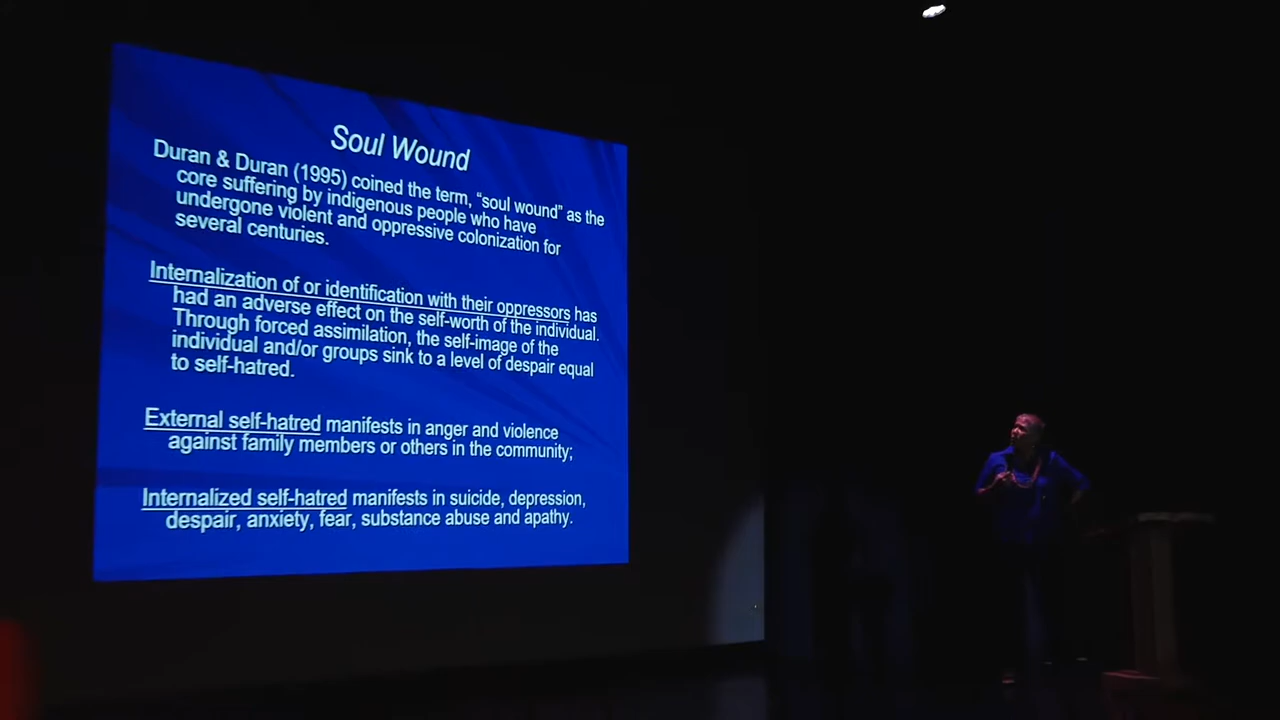 Soul Wound
Duran & Duran (1995) coined the term, “soul wound” as the
core suffering by indigenous people who have
undergone violent and oppressive colonization for
several centuries.
Internalization of or identification with their oppressors has
had an adverse effect on the self-worth of the individual.
Through forced assimilation, the self-image of the
individual and/or groups sink to a level of despair equal
to self-hatred.
External self-hatred manifests in anger and violence
against family members or others in the community;
Internalized self-hatred manifests in suicide, depression,
despair, anxiety, fear, substance abuse and apathy.